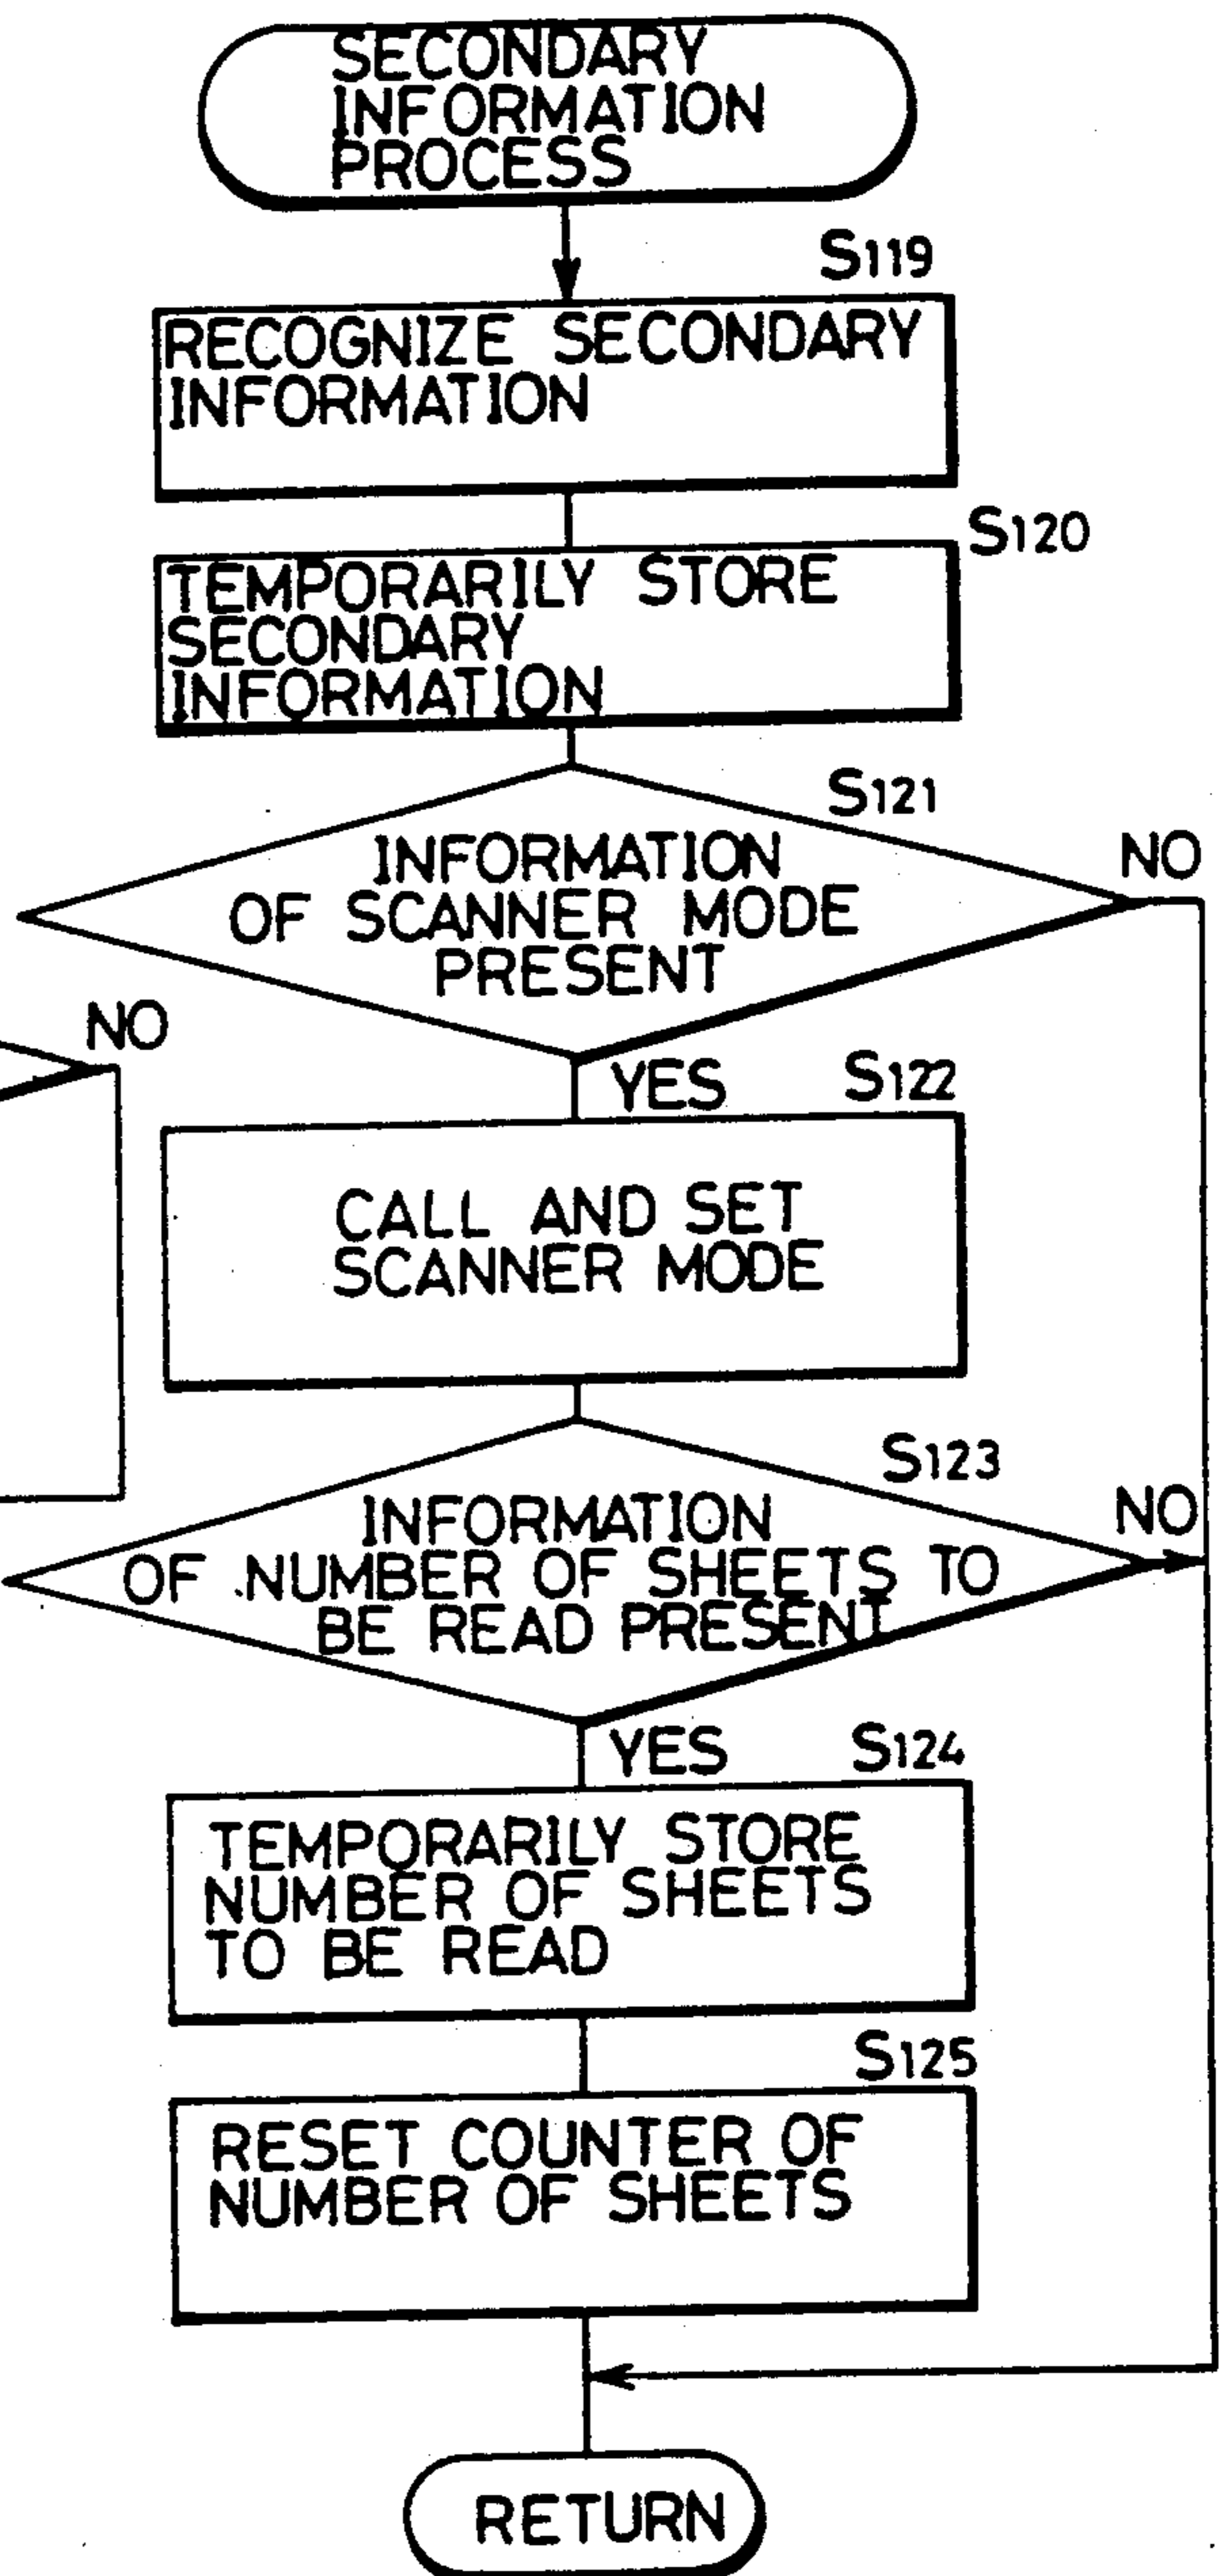 SECONDARY
INFORMATION
PROCESS
S119
RECOGNIZE SECONDARY
INFORMATION
S120
TEMPORARILY STORE
SECONDARY
INFORMATION
S121
INFORMATION
OF SCANNER MODE
PRESENT
NO
NO
YES
S122
CALL AND SET
SCANNER MODE
S123
INFORMATION
OF NUMBER OF SHEETS TO
BE READ PRESENT
NO
YES
S124
TEMPORARILY STORE
NUMBER OF SHEETS
TO BE READ
S125
RESET COUNTER OF
NUMBER OF SHEETS
RETURN